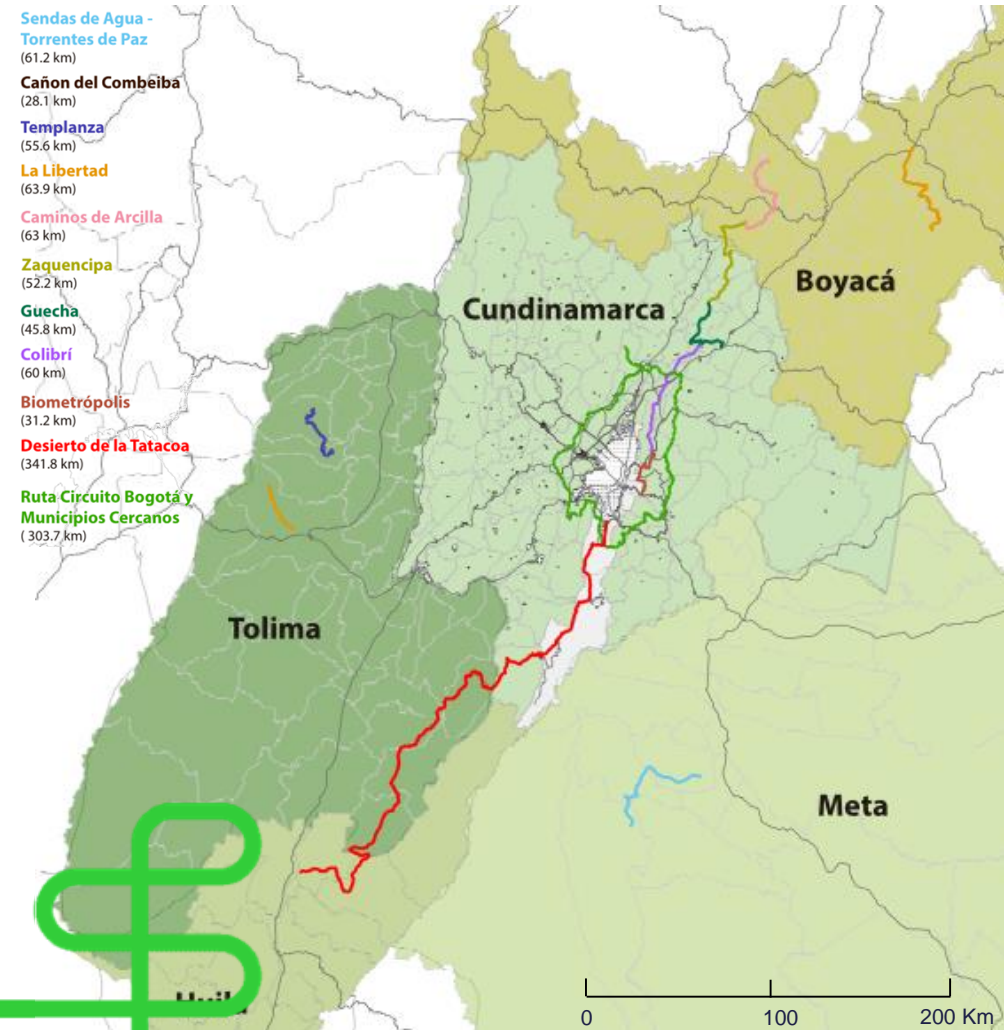 Sendas de Agua -
Torrentes de Paz
(61.2 km)
Cañon del Combeiba
(28.1 km)
Templanza
(55.6 km)
La Libertad
(63.9 km)
Caminos de Arcilla
(63 km)
Zaquencipa
(52.2 km)
Guecha
(45.8 km)
Colibrí
(60 km)
Biometrópolis
(31.2 km)
Desierto de la Tatacoa
(341.8 km)
Ruta Circuito Bogotá y
Municipios Cercanos
( 303.7 km)
Boyacá
Cundinamarca
Tolima
Meta
Huila
0 100 200 Km